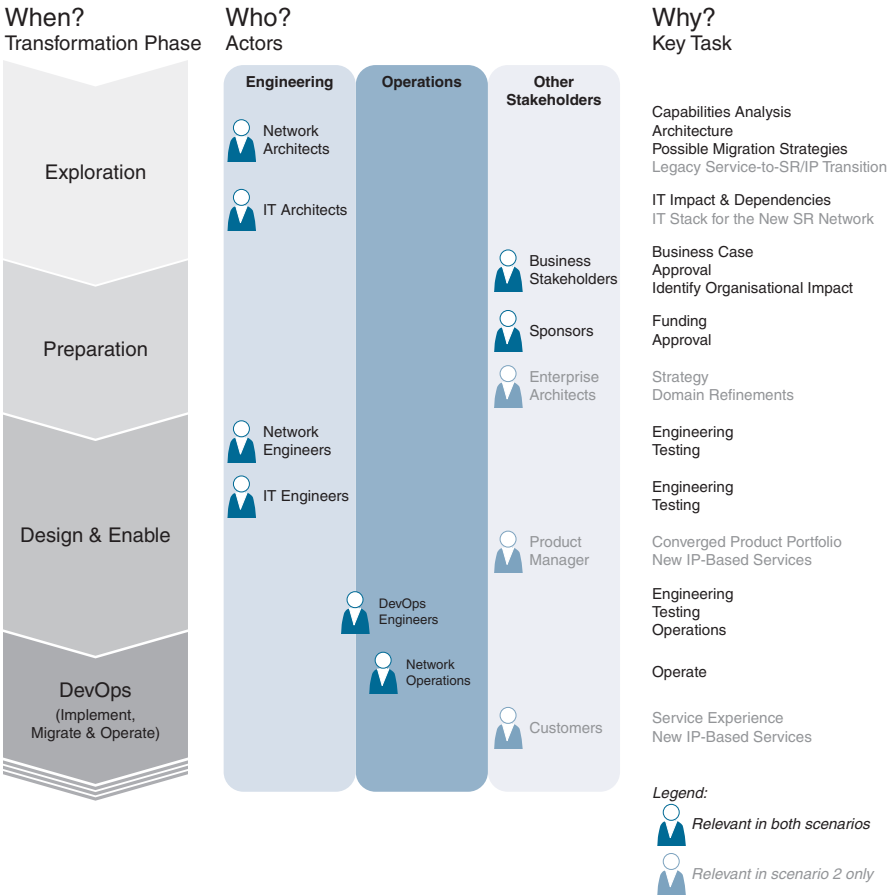 When?
Transformation Phase
Who?
Actors
Why?
Key Task
Engineering
Operations
Other
Stakeholders
Exploration
Network
Architects
Capabilities Analysis
Architecture
Possible Migration Strategies
Legacy Service-to-SR/IP Transition
IT Architects
IT Impact & Dependencies
IT Stack for the New SR Network
Business
Stakeholders
Business Case
Approval
Identify Organisational Impact
Preparation
Sponsors
Funding
Approval
Enterprise
Architects
Strategy
Domain Refinements
Network
Engineers
Engineering
Testing
IT Engineers
Engineering
Testing
Design & Enable
Product
Manager
Converged Product Portfolio
New IP-Based Services
DevOps
Engineers
Engineering
Testing
Operations
Network
Operations
Operate
DevOps
(Implement,
Migrate & Operate)
Customers
Service Experience
New IP-Based Services
Legend:
Relevant in both scenarios
Relevant in scenario 2 only